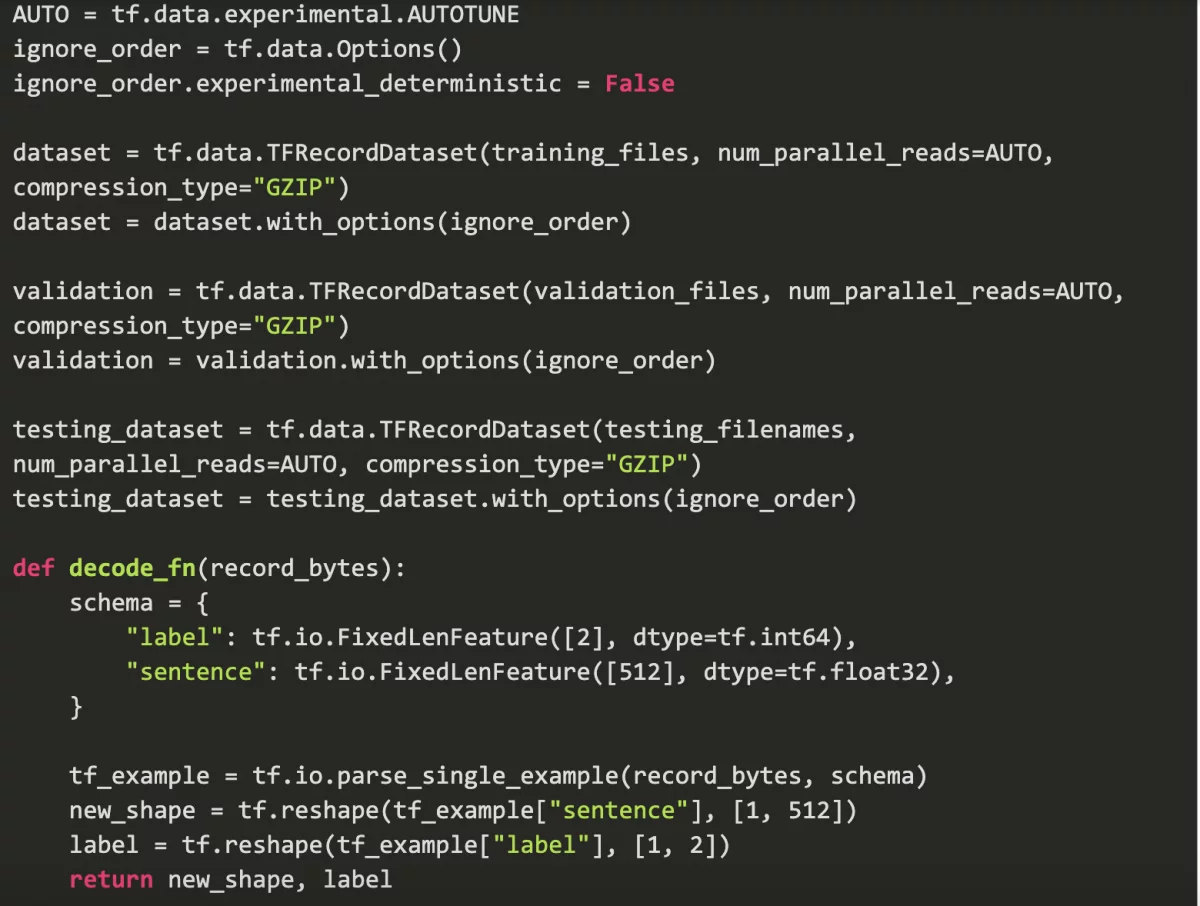 AUTO = tf.data.experimental.AUTOTUNE
ignore_order = tf.data.Options()
ignore_order.experimental_deterministic = False
dataset = tf.data.TFRecordDataset(training_files, num_parallel_reads=AUTO,
compression_type="GZIP")
dataset = dataset.with_options(ignore_order)
validation = tf.data.TFRecordDataset(validation_files, num_parallel_reads=AUTO,
compression_type="GZIP")
validation = validation.with_options(ignore_order)
testing_dataset = tf.data.TFRecordDataset(testing_filenames,
num_parallel_reads=AUTO, compression_type="GZIP")
testing_dataset = testing_dataset.with_options(ignore_order)
def decode_fn(record_bytes):
    schema = {
        "label": tf.io.FixedLenFeature([2], dtype=tf.int64),
        "sentence": tf.io.FixedLenFeature([512], dtype=tf.float32),
    }
    tf_example = tf.io.parse_single_example(record_bytes, schema)
    new_shape = tf.reshape(tf_example["sentence"], [1, 512])
    label = tf.reshape(tf_example["label"], [1, 2])
    return new_shape, label